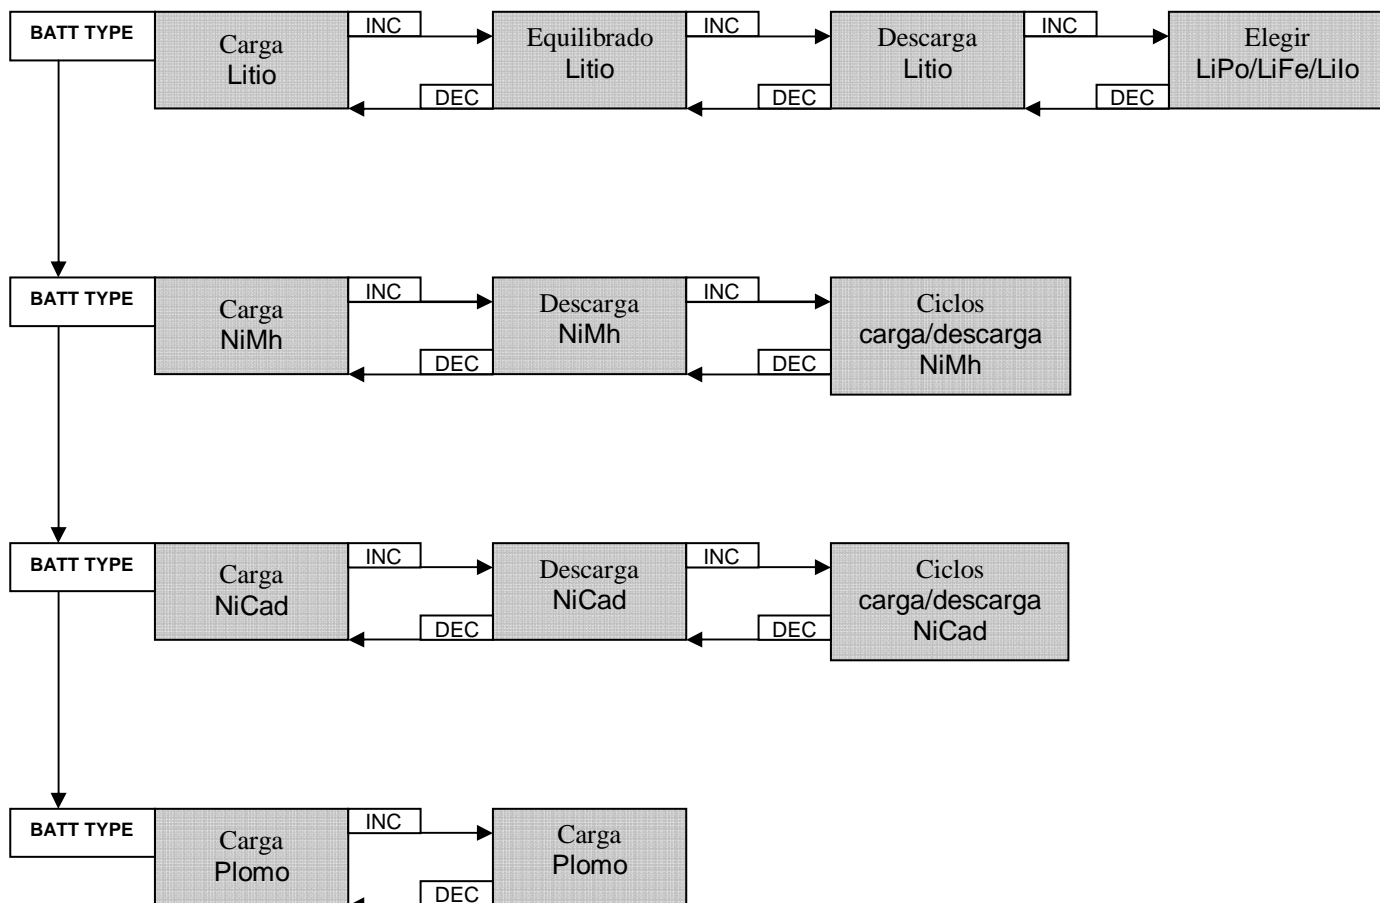 BATT TYPE
Carga
Litio
INC
DEC
Equilibrado
Litio
INC
DEC
Descarga
Litio
INC
DEC
Elegir
LiPo/LiFe/LiIo
BATT TYPE
Carga
NiMh
INC
DEC
Descarga
NiMh
INC
DEC
Ciclos
carga/descarga
NiMh
BATT TYPE
Carga
NiCad
INC
DEC
Descarga
NiCad
INC
DEC
Ciclos
carga/descarga
NiCad
BATT TYPE
Carga
Plomo
INC
DEC
Carga
Plomo